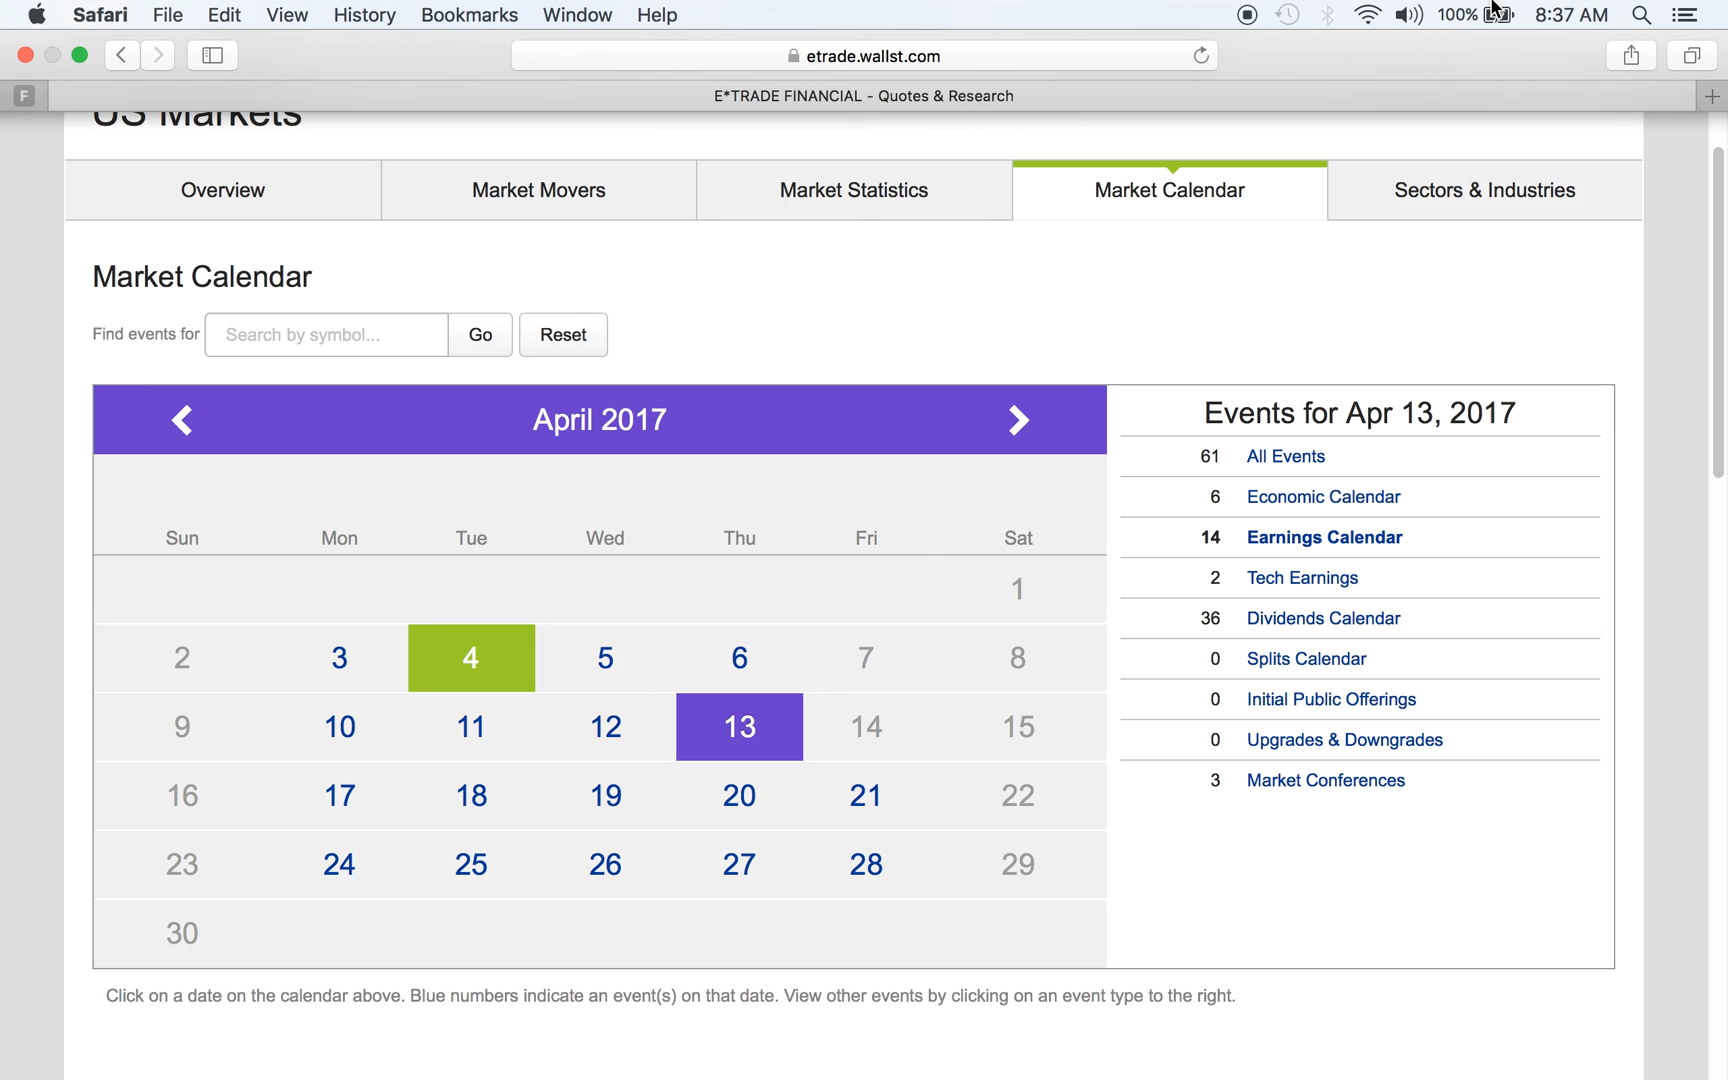 Safari File Edit View History Bookmarks Window Help 100% 8:37 AM
etrade.wallst.com
F E*TRADE FINANCIAL - Quotes & Research
US Markets
Overview Market Movers Market Statistics Market Calendar Sectors & Industries
Market Calendar
Find events for Search by symbol... Go Reset
April 2017
Sun Mon Tue Wed Thu Fri Sat
1
2 3 4 5 6 7 8
9 10 11 12 13 14 15
16 17 18 19 20 21 22
23 24 25 26 27 28 29
30
Events for Apr 13, 2017
61 All Events
6 Economic Calendar
14 Earnings Calendar
2 Tech Earnings
36 Dividends Calendar
0 Splits Calendar
0 Initial Public Offerings
0 Upgrades & Downgrades
3 Market Conferences
Click on a date on the calendar above. Blue numbers indicate an event(s) on that date. View other events by clicking on an event type to the right.